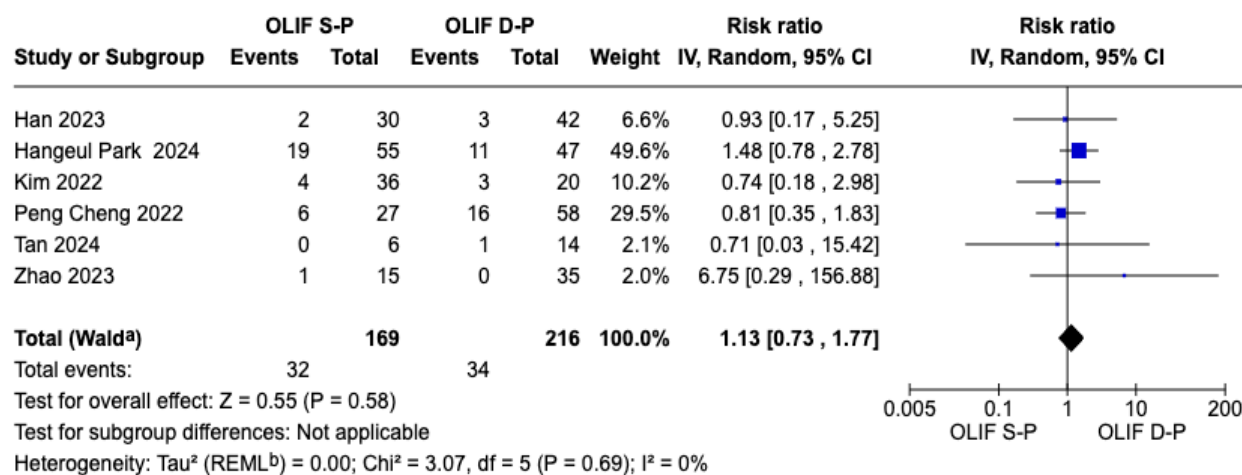 OLIF S-P OLIF D-P Risk ratio Risk ratio
Study or Subgroup Events Total Events Total Weight IV, Random, 95% CI IV, Random, 95% CI
Han 2023 2 30 3 42 6.6% 0.93 [0.17 , 5.25]
Hangeul Park 2024 19 55 11 47 49.6% 1.48 [0.78 , 2.78]
Kim 2022 4 36 3 20 10.2% 0.74 [0.18 , 2.98]
Peng Cheng 2022 6 27 16 58 29.5% 0.81 [0.35 , 1.83]
Tan 2024 0 6 1 14 2.1% 0.71 [0.03 , 15.42]
Zhao 2023 1 15 0 35 2.0% 6.75 [0.29 , 156.88]
Total (Waldᵃ) 169 216 100.0% 1.13 [0.73 , 1.77]
Total events: 32 34
Test for overall effect: Z = 0.55 (P = 0.58)
0.005 0.1 1 10 200
Test for subgroup differences: Not applicable
OLIF S-P OLIF D-P
Heterogeneity: Tau² (REMLᵇ) = 0.00; Chi² = 3.07, df = 5 (P = 0.69); I² = 0%